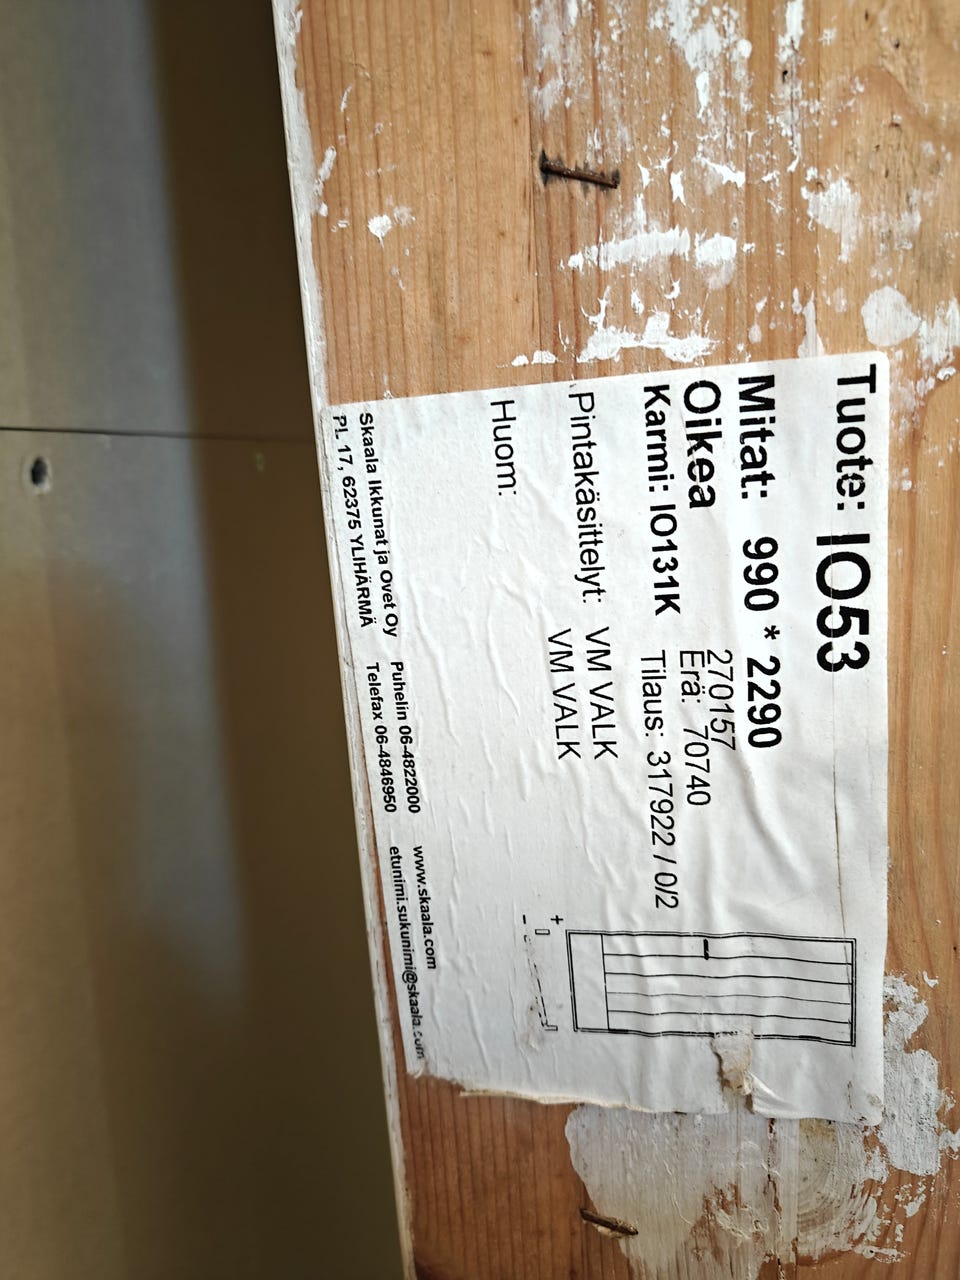 Tuote: IO53
Mitat: 990 * 2290
270157
Oikea
Erä: 70740
Karmi: IO131K
Tilaus: 317922 / 0/2
Pintakäsittelyt: VM VALK
VM VALK
Huom:
Skaala Ikkunat ja Ovet Oy Puhelin 06-4822000 www.skaala.com
PL 17, 62375 YLIHÄRMÄ Telefax 06-4846950 etunimi.sukunimi@skaala.com